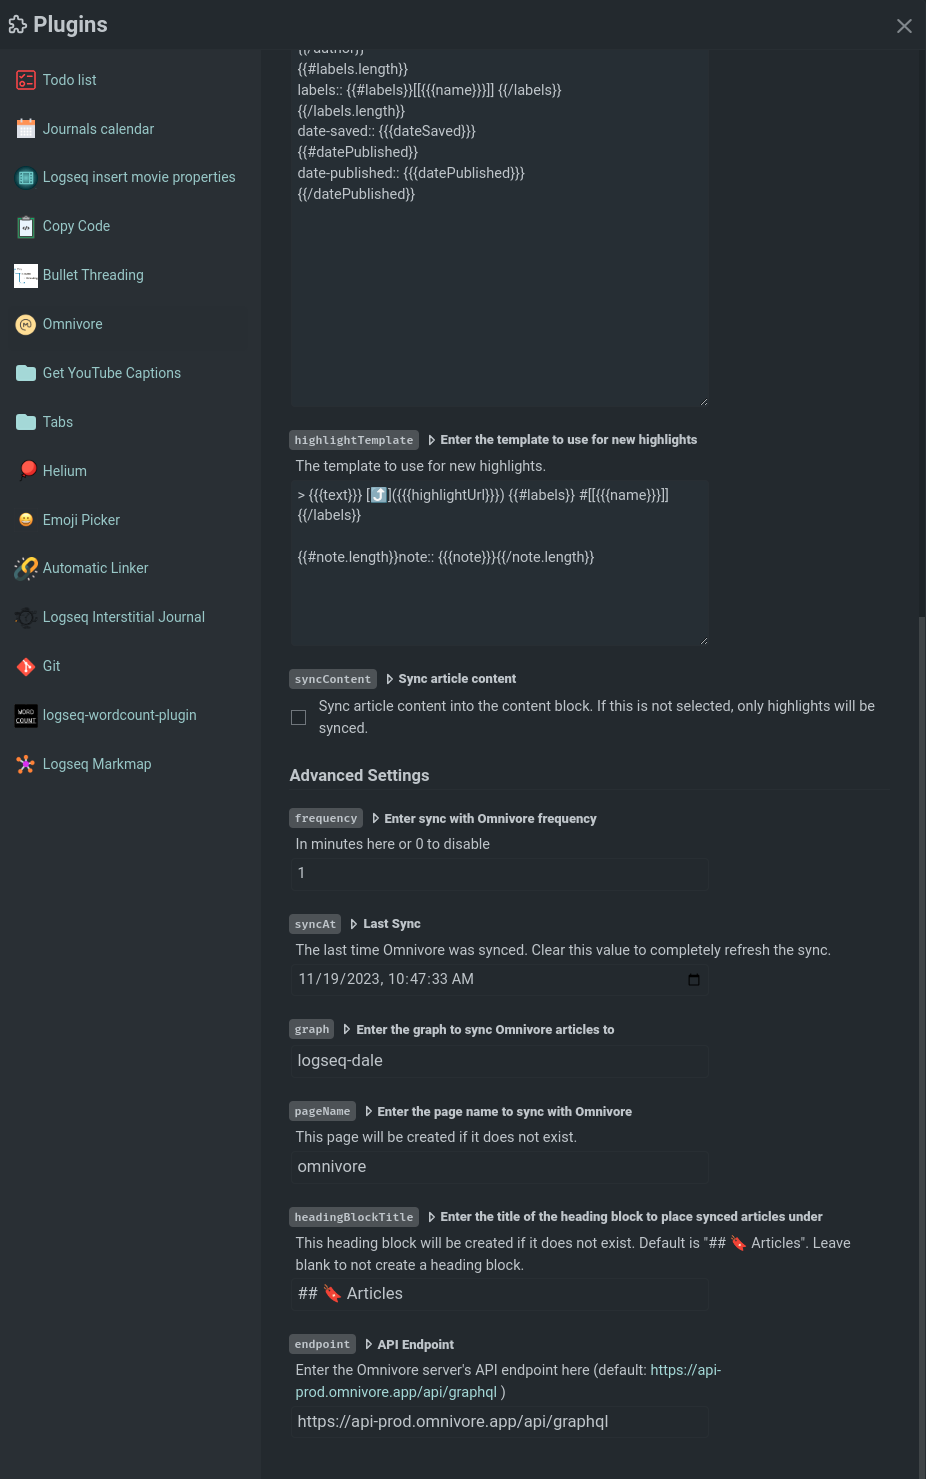 Plugins
Todo list
Journals calendar
Logseq insert movie properties
Copy Code
Bullet Threading
Omnivore
Get YouTube Captions
Tabs
Helium
Emoji Picker
Automatic Linker
Logseq Interstitial Journal
Git
WORD
COUNT
logseq-wordcount-plugin
Logseq Markmap
{{/author}}
{{#labels.length}}
labels:: {{#labels}}[[{{{name}}}]] {{/labels}}
{{/labels.length}}
date-saved:: {{{dateSaved}}}
{{#datePublished}}
date-published:: {{{datePublished}}}
{{/datePublished}}
highlightTemplate Enter the template to use for new highlights
The template to use for new highlights.
> {{{text}}} [⤴️]({{{highlightUrl}}}) {{#labels}} #[[{{{name}}}]]
{{/labels}}
{{#note.length}}note:: {{{note}}}{{/note.length}}
syncContent Sync article content
Sync article content into the content block. If this is not selected, only highlights will be
synced.
Advanced Settings
frequency Enter sync with Omnivore frequency
In minutes here or 0 to disable
1
syncAt Last Sync
The last time Omnivore was synced. Clear this value to completely refresh the sync.
11/19/2023, 10:47:33 AM
graph Enter the graph to sync Omnivore articles to
logseq-dale
pageName Enter the page name to sync with Omnivore
This page will be created if it does not exist.
omnivore
headingBlockTitle Enter the title of the heading block to place synced articles under
This heading block will be created if it does not exist. Default is "## 🔖 Articles". Leave
blank to not create a heading block.
## 🔖 Articles
endpoint API Endpoint
Enter the Omnivore server's API endpoint here (default: https://api-
prod.omnivore.app/api/graphql )
https://api-prod.omnivore.app/api/graphql